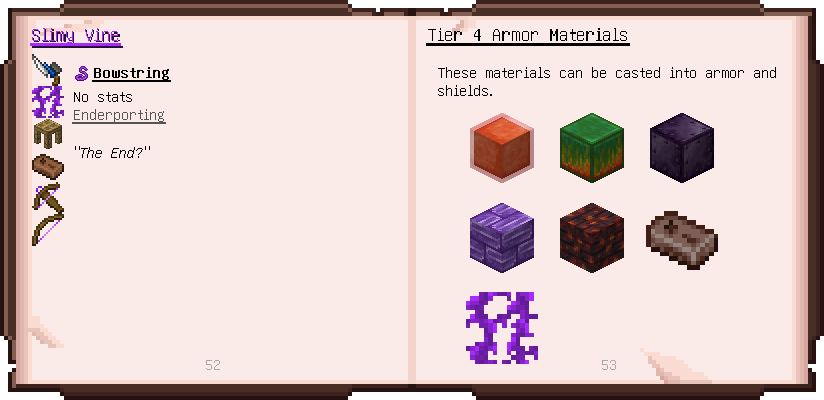 Slimy Vine
Bowstring
No stats
Enderporting
"The End?"
52
Tier 4 Armor Materials
These materials can be casted into armor and
shields.
53